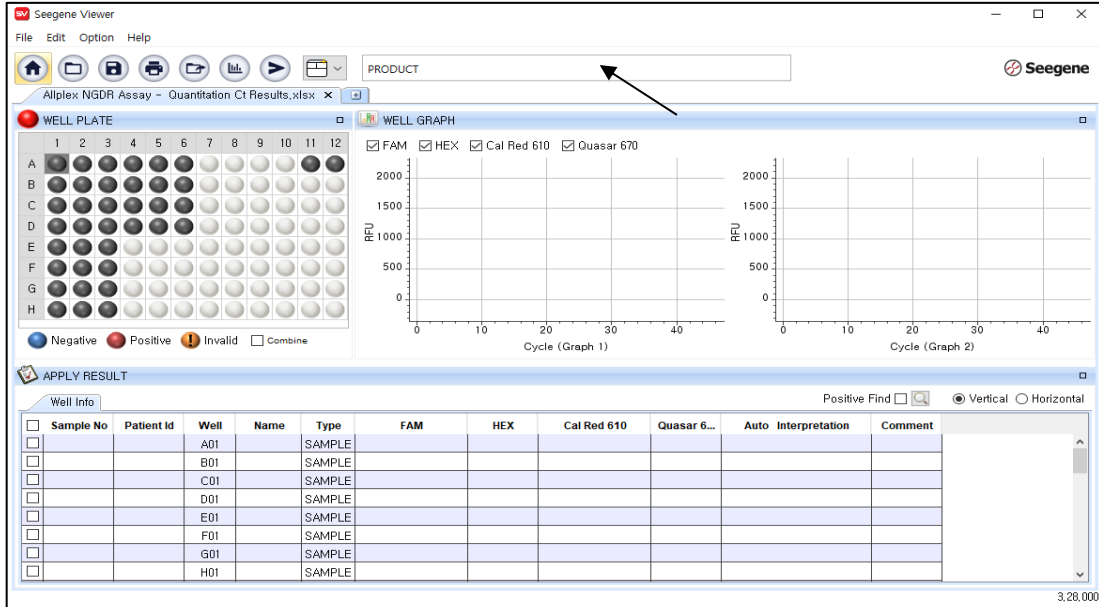 SV Seegene Viewer
File Edit Option Help
PRODUCT
Seegene
Allplex NGDR Assay - Quantitation Ct Results,xlsx
WELL PLATE
1 2 3 4 5 6 7 8 9 10 11 12
A
B
C
D
E
F
G
H
Negative Positive Invalid Combine
WELL GRAPH
FAM HEX Cal Red 610 Quasar 670
2000
1500
1000
500
0
RFU
0 10 20 30 40
Cycle (Graph 1)
2000
1500
1000
500
0
RFU
0 10 20 30 40
Cycle (Graph 2)
APPLY RESULT
Well Info
Positive Find Vertical Horizontal
Sample No Patient Id Well Name Type FAM HEX Cal Red 610 Quasar 6... Auto Interpretation Comment
A01 SAMPLE
B01 SAMPLE
C01 SAMPLE
D01 SAMPLE
E01 SAMPLE
F01 SAMPLE
G01 SAMPLE
H01 SAMPLE
3,28,000